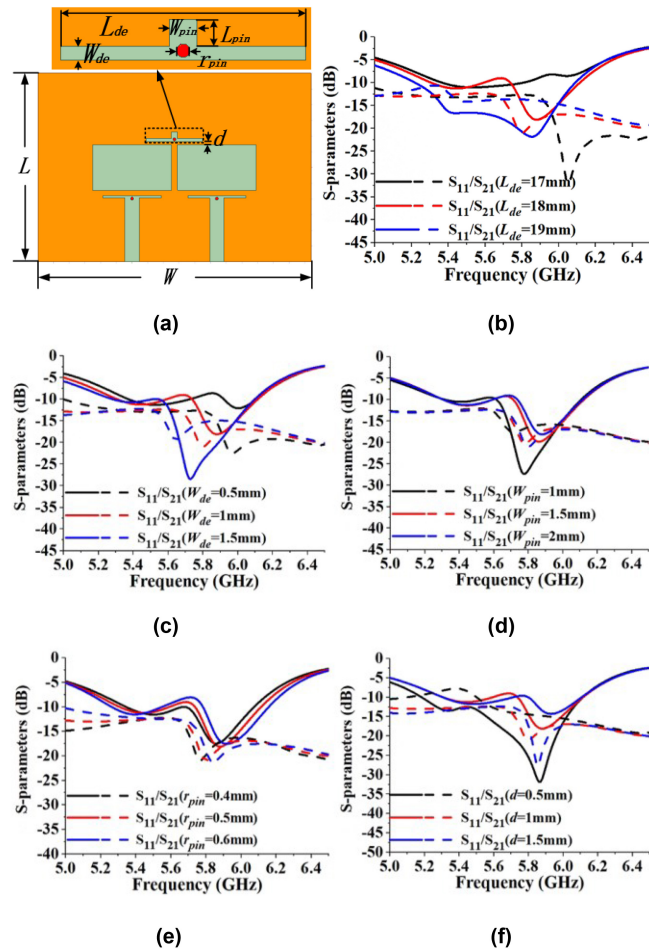 L_de
W_pin
L_pin
W_de
r_pin
L
d
W
(a)
S-parameters (dB)
0
-5
-10
-15
-20
-25
-30
-35
-40
-45
S11/S21(L_de=17mm)
S11/S21(L_de=18mm)
S11/S21(L_de=19mm)
5.0 5.2 5.4 5.6 5.8 6.0 6.2 6.4
Frequency (GHz)
(b)
S-parameters (dB)
0
-5
-10
-15
-20
-25
-30
-35
-40
-45
S11/S21(W_de=0.5mm)
S11/S21(W_de=1mm)
S11/S21(W_de=1.5mm)
5.0 5.2 5.4 5.6 5.8 6.0 6.2 6.4
Frequency (GHz)
(c)
S-parameters (dB)
0
-5
-10
-15
-20
-25
-30
-35
-40
-45
S11/S21(W_pin=1mm)
S11/S21(W_pin=1.5mm)
S11/S21(W_pin=2mm)
5.0 5.2 5.4 5.6 5.8 6.0 6.2 6.4
Frequency (GHz)
(d)
S-parameters (dB)
0
-5
-10
-15
-20
-25
-30
-35
-40
S11/S21(r_pin=0.4mm)
S11/S21(r_pin=0.5mm)
S11/S21(r_pin=0.6mm)
5.0 5.2 5.4 5.6 5.8 6.0 6.2 6.4
Frequency (GHz)
(e)
S-parameters (dB)
0
-5
-10
-15
-20
-25
-30
-35
-40
-45
-50
S11/S21(d=0.5mm)
S11/S21(d=1mm)
S11/S21(d=1.5mm)
5.0 5.2 5.4 5.6 5.8 6.0 6.2 6.4
Frequency (GHz)
(f)